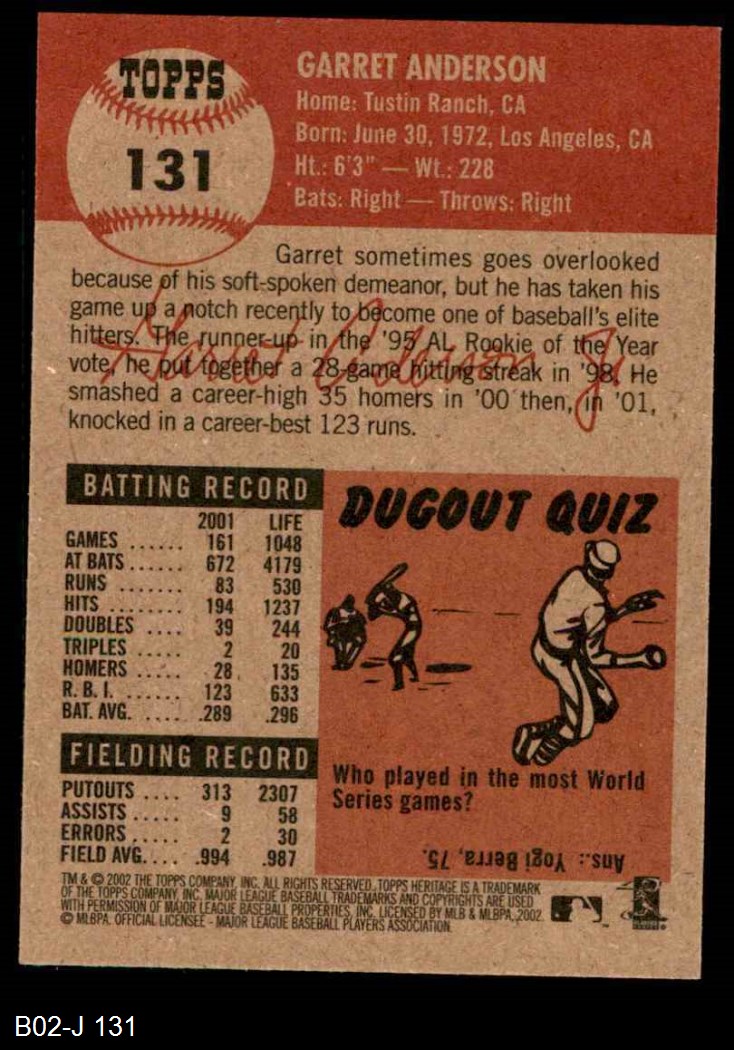 TOPPS
131
GARRET ANDERSON
Home: Tustin Ranch, CA
Born: June 30, 1972, Los Angeles, CA
Ht.: 6'3" — Wt.: 228
Bats: Right — Throws: Right
Garret sometimes goes overlooked
because of his soft-spoken demeanor, but he has taken his
game up a notch recently to become one of baseball's elite
hitters. The runner-up in the '95 AL Rookie of the Year
vote, he put together a 28-game hitting streak in '98. He
smashed a career-high 35 homers in '00 then, in '01,
knocked in a career-best 123 runs.
Garret Anderson Jr
BATTING RECORD
2001 LIFE
GAMES ...... 161 1048
AT BATS ...... 672 4179
RUNS ....... 83 530
HITS ........ 194 1237
DOUBLES .... 39 244
TRIPLES ..... 2 20
HOMERS ..... 28 135
R. B. I. ....... 123 633
BAT. AVG. ..... .289 .296
FIELDING RECORD
PUTOUTS .... 313 2307
ASSISTS ..... 9 58
ERRORS ..... 2 30
FIELD AVG. ... .994 .987
DUGOUT QUIZ
Who played in the most World
Series games?
Ans.: Yogi Berra, 75.
TM & © 2002 THE TOPPS COMPANY, INC. ALL RIGHTS RESERVED. TOPPS HERITAGE IS A TRADEMARK
OF THE TOPPS COMPANY, INC. MAJOR LEAGUE BASEBALL TRADEMARKS AND COPYRIGHTS ARE USED
WITH PERMISSION OF MAJOR LEAGUE BASEBALL PROPERTIES, INC. LICENSED BY MLB & MLBPA, 2002.
© MLBPA. OFFICIAL LICENSEE - MAJOR LEAGUE BASEBALL PLAYERS ASSOCIATION.
B02-J 131